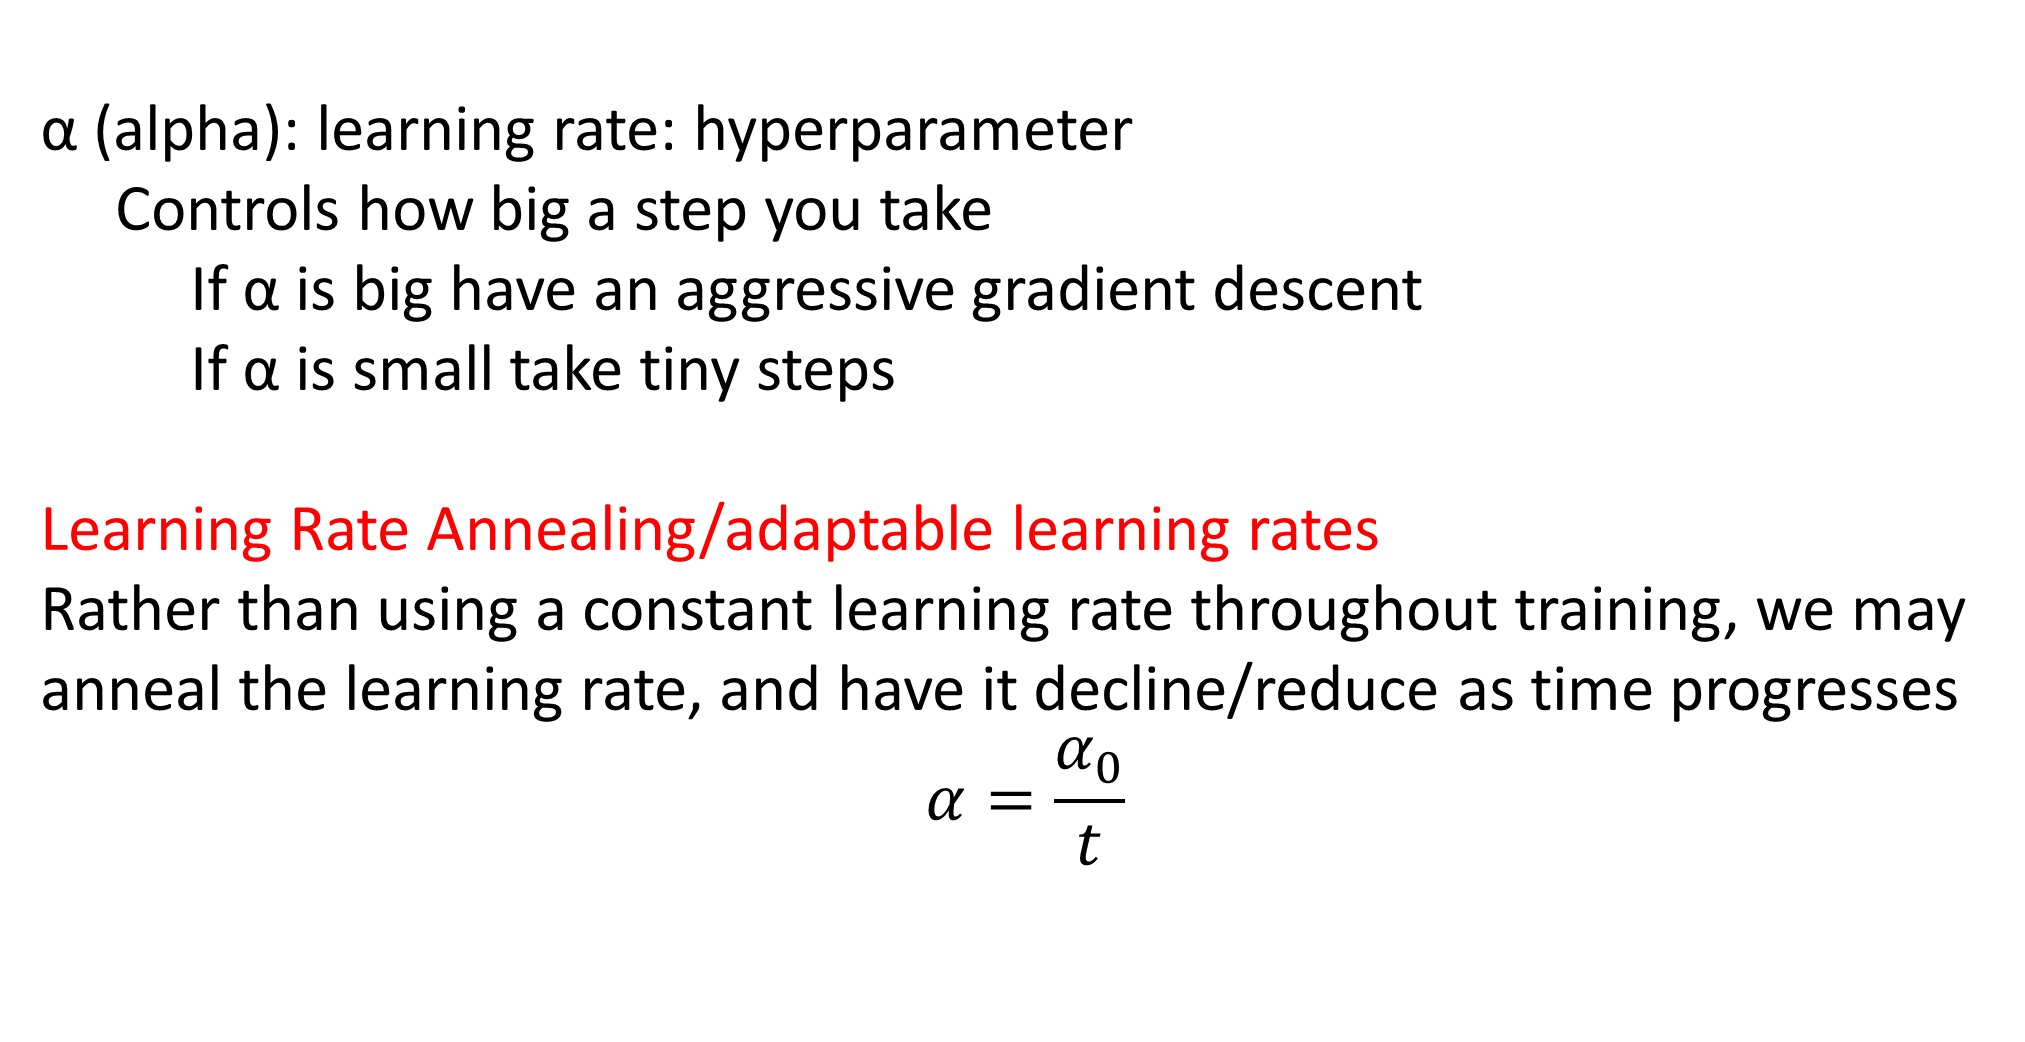 α (alpha): learning rate: hyperparameter
Controls how big a step you take
If α is big have an aggressive gradient descent
If α is small take tiny steps
Learning Rate Annealing/adaptable learning rates
Rather than using a constant learning rate throughout training, we may
anneal the learning rate, and have it decline/reduce as time progresses
α = α₀/t